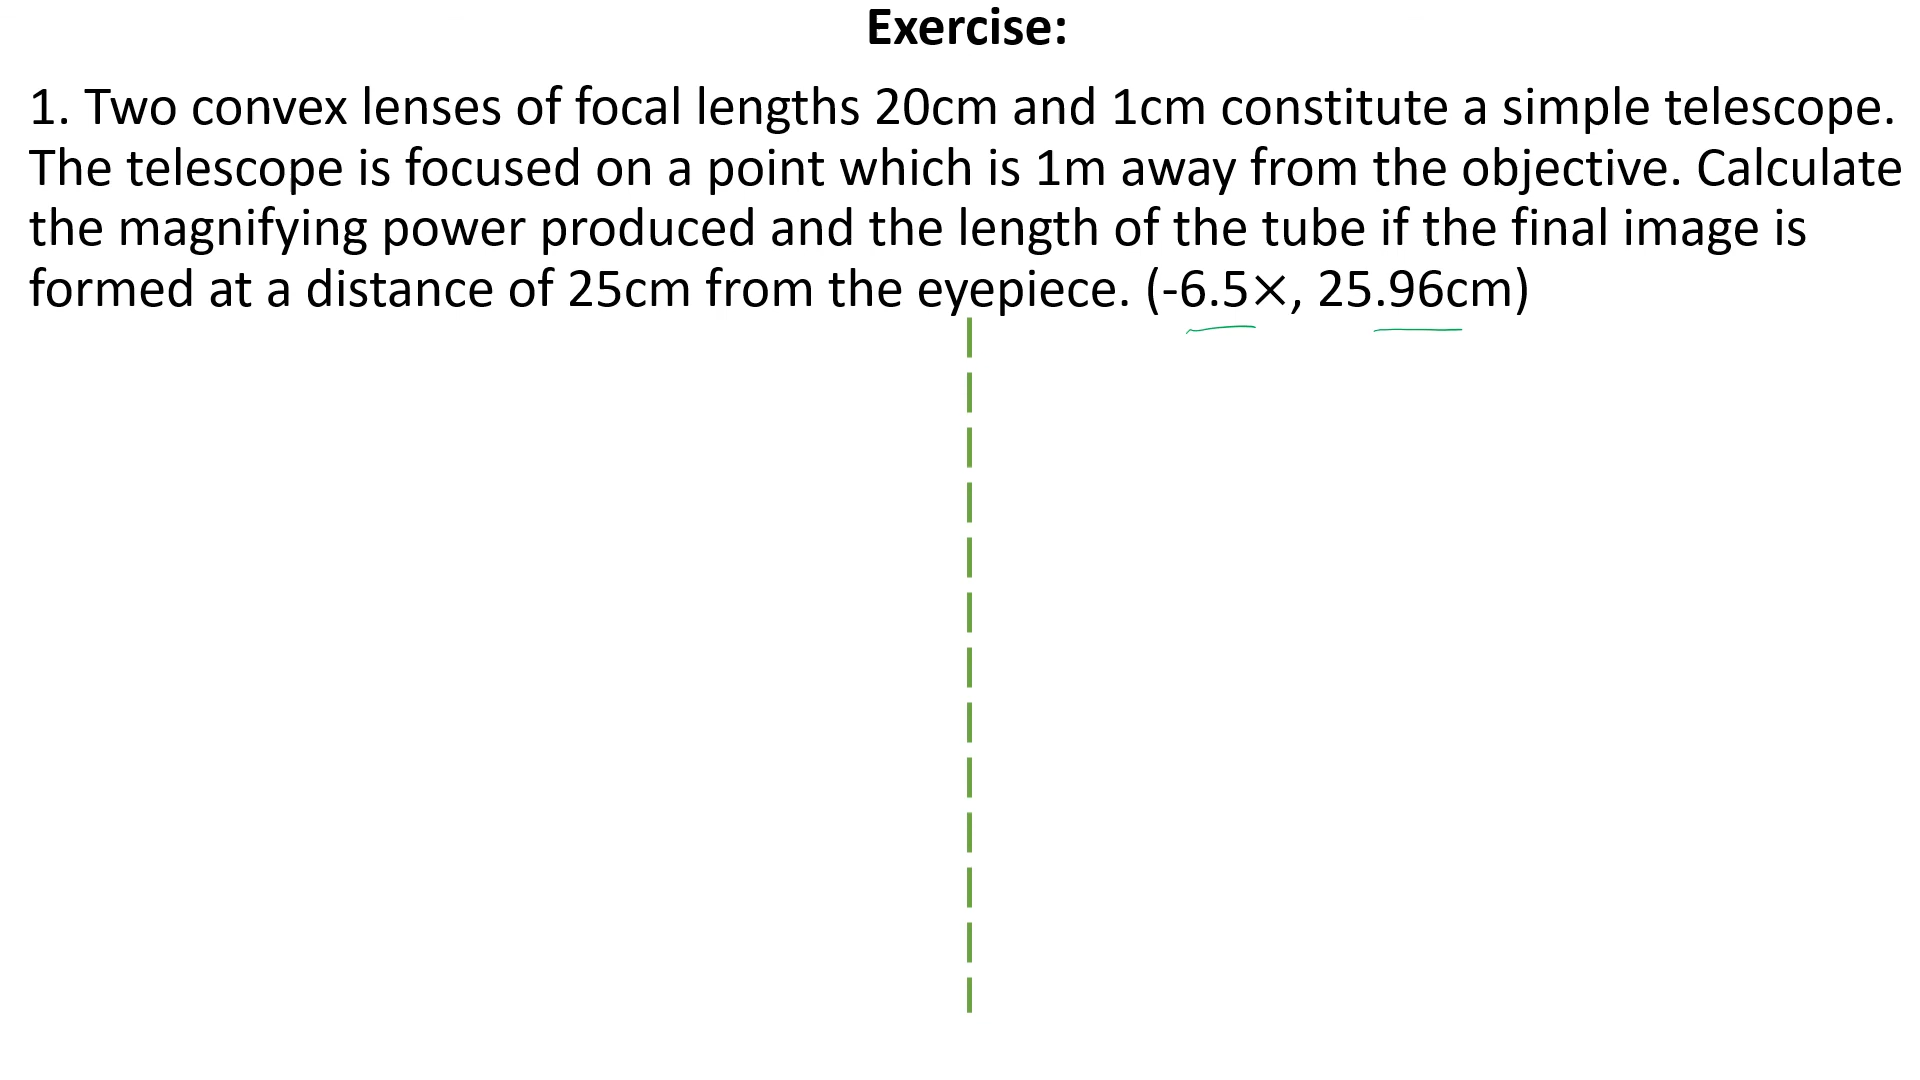 Exercise:
1. Two convex lenses of focal lengths 20cm and 1cm constitute a simple telescope.
The telescope is focused on a point which is 1m away from the objective. Calculate
the magnifying power produced and the length of the tube if the final image is
formed at a distance of 25cm from the eyepiece. (-6.5×, 25.96cm)